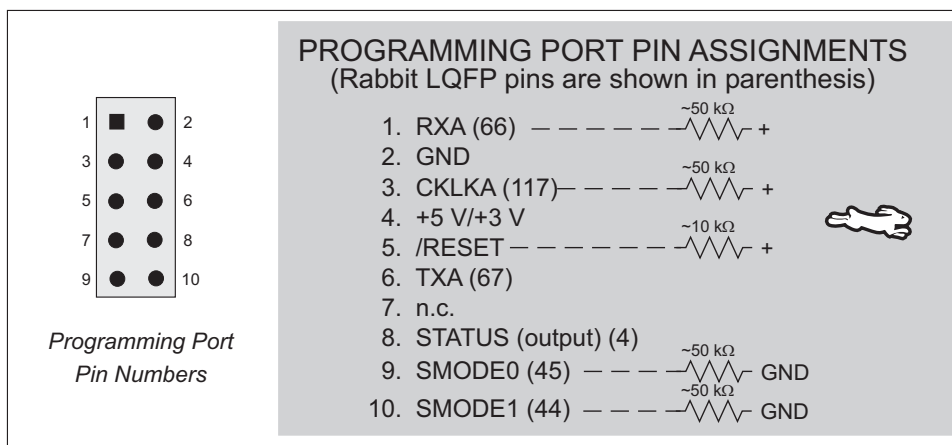 PROGRAMMING PORT PIN ASSIGNMENTS
(Rabbit LQFP pins are shown in parenthesis)
1 2
3 4
5 6
7 8
9 10
Programming Port
Pin Numbers
1. RXA (66) ~50 kΩ +
2. GND
3. CKLKA (117) ~50 kΩ +
4. +5 V/+3 V
5. /RESET ~10 kΩ +
6. TXA (67)
7. n.c.
8. STATUS (output) (4)
9. SMODE0 (45) ~50 kΩ GND
10. SMODE1 (44) ~50 kΩ GND